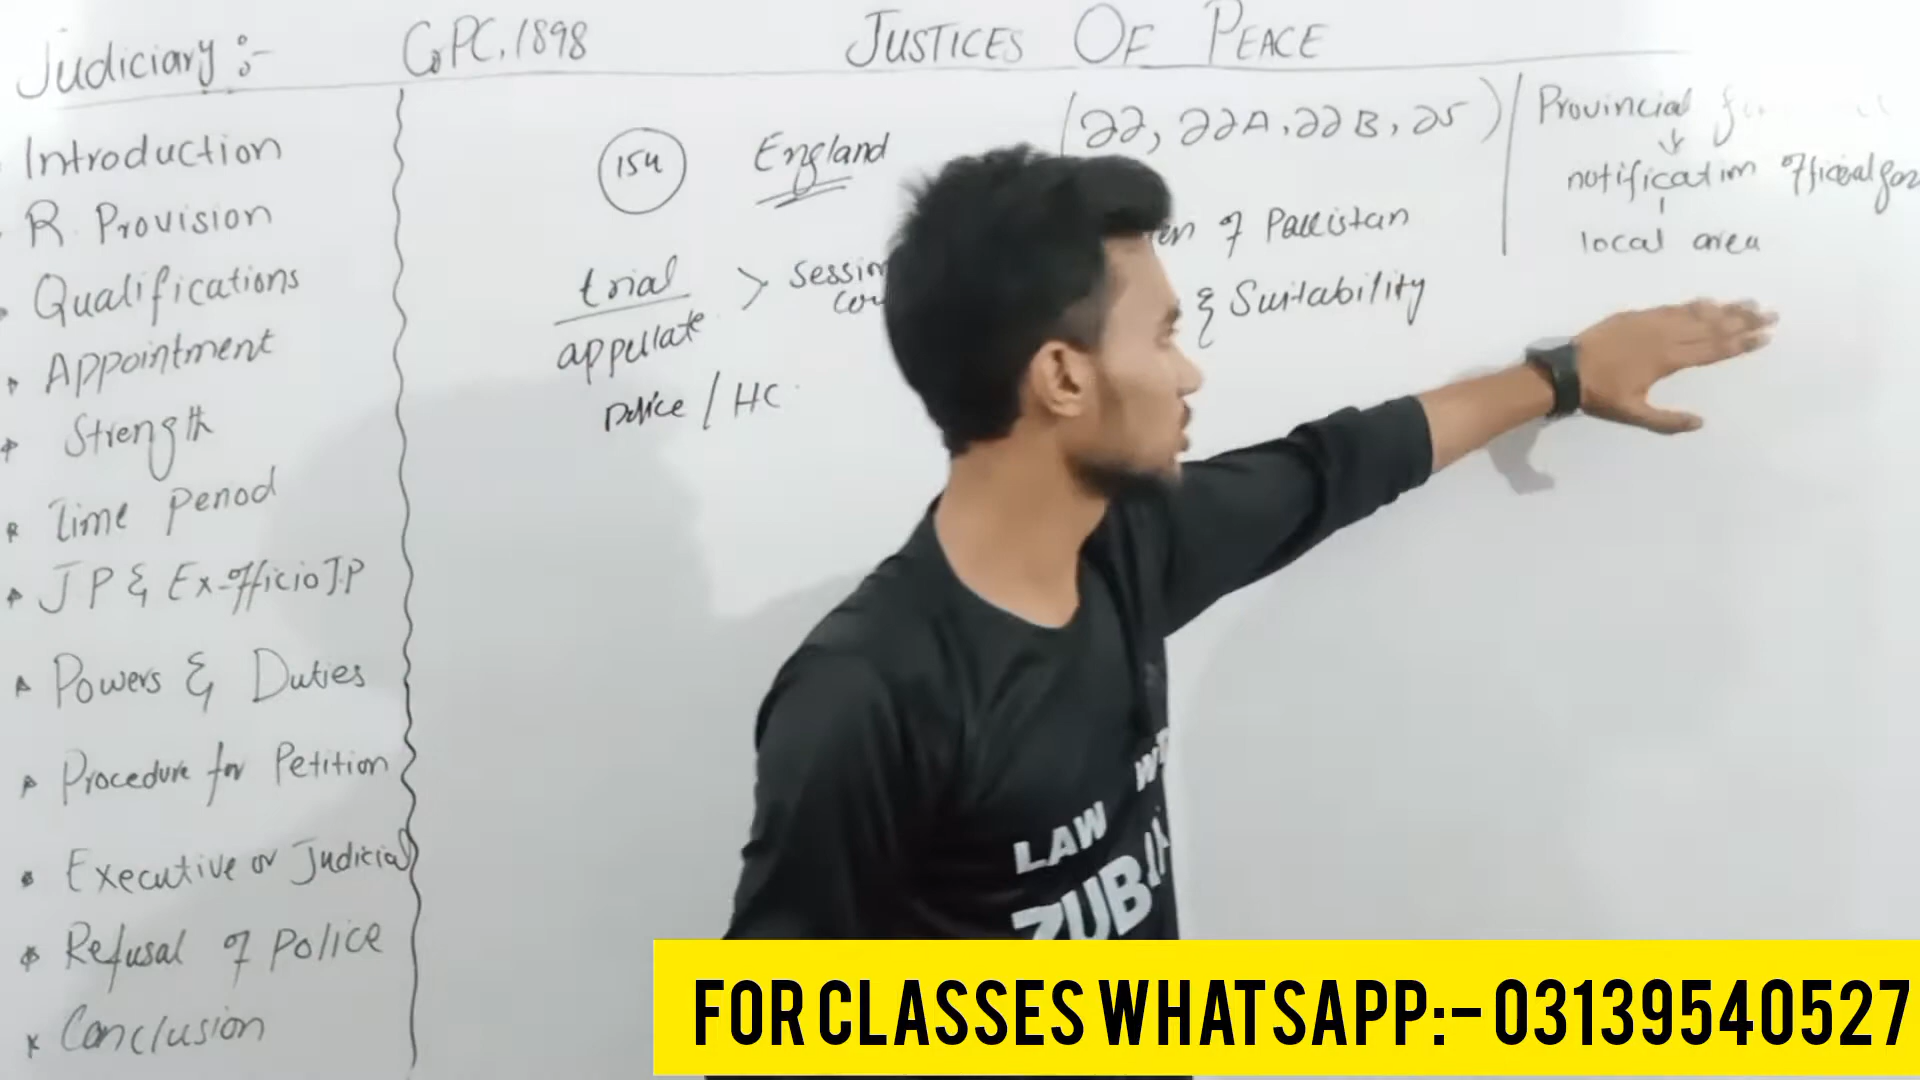 Judiciary :-
CrPC, 1898
JUSTICES OF PEACE
Introduction
R. Provision
Qualifications
Appointment
Strength
Time Period
J.P & Ex-officio J.P
Powers & Duties
Procedure for Petition
Executive or Judicial
Refusal of Police
Conclusion
154
England
trial
appellate
> Session
Police / HC
(22, 22A, 22B, 25)
of Pakistan
& Suitability
Provincial
notification official
local area
LAW
FOR CLASSES WHATSAPP:- 03139540527